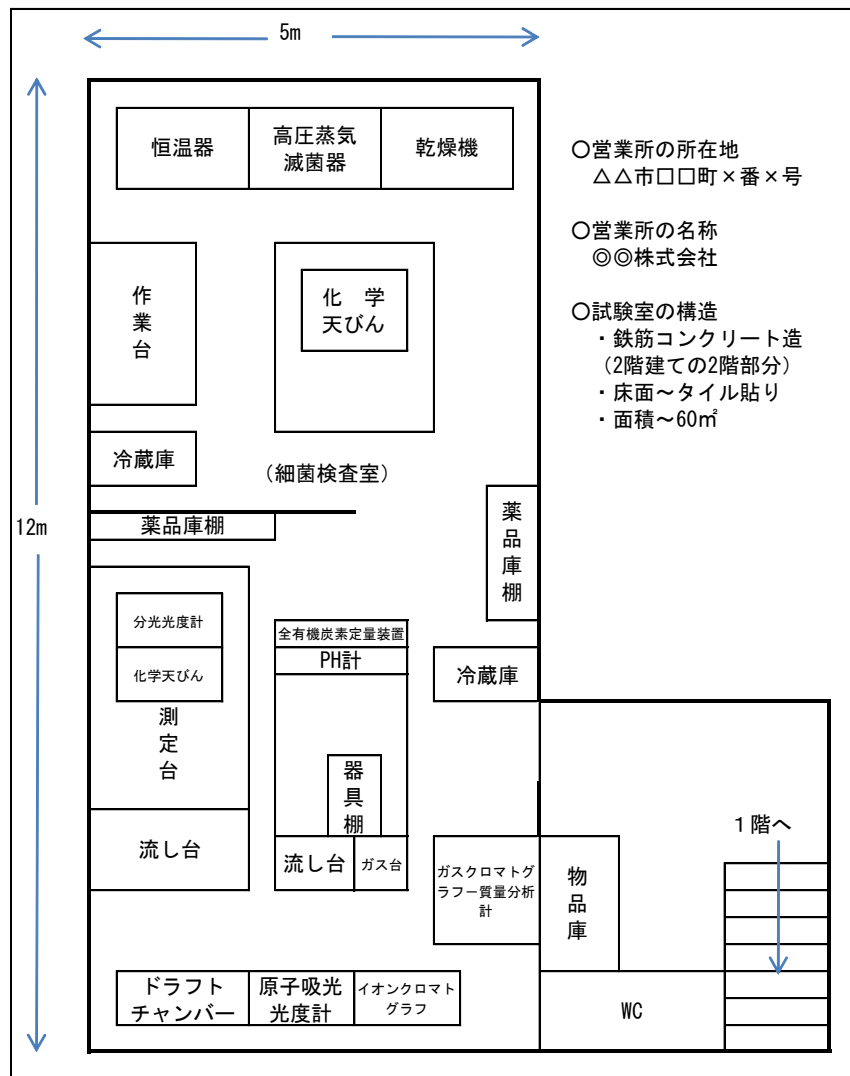 5m
12m
恒温器
高圧蒸気
滅菌器
乾燥機
作業台
化　学
天びん
冷蔵庫
（細菌検査室）
薬品庫棚
薬品庫棚
分光光度計
化学天びん
測定台
流し台
全有機炭素定量装置
PH計
器具棚
流し台
ガス台
冷蔵庫
ガスクロマトグ
ラフー質量分析
計
物品庫
1階へ
ドラフト
チャンバー
原子吸光
光度計
イオンクロマト
グラフ
WC
〇営業所の所在地
△△市□□町×番×号
〇営業所の名称
◎◎株式会社
〇試験室の構造
・鉄筋コンクリート造
（2階建ての2階部分）
・床面～タイル貼り
・面積～60㎡